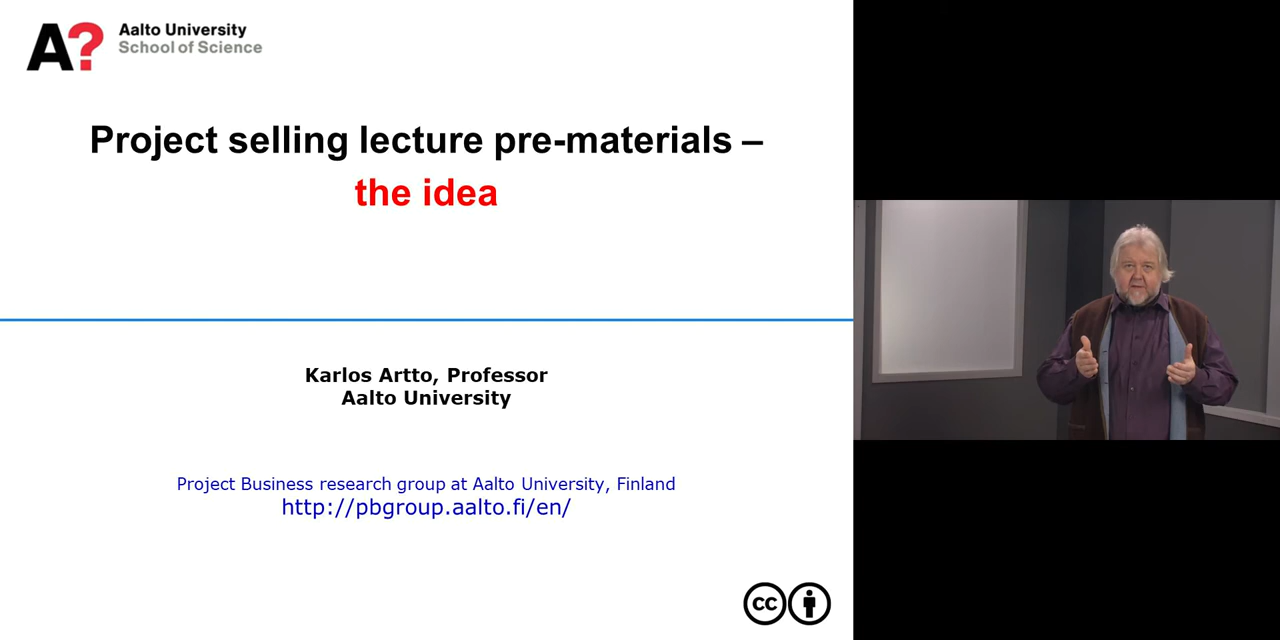 A?
Aalto University
School of Science
Project selling lecture pre-materials –
the idea
Karlos Artto, Professor
Aalto University
Project Business research group at Aalto University, Finland
http://pbgroup.aalto.fi/en/
cc